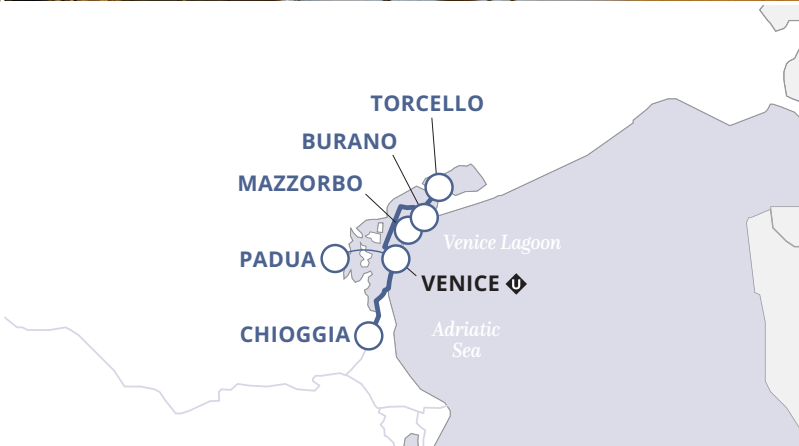 TORCELLO
BURANO
MAZZORBO
Venice Lagoon
PADUA
VENICE U
Adriatic
Sea
CHIOGGIA